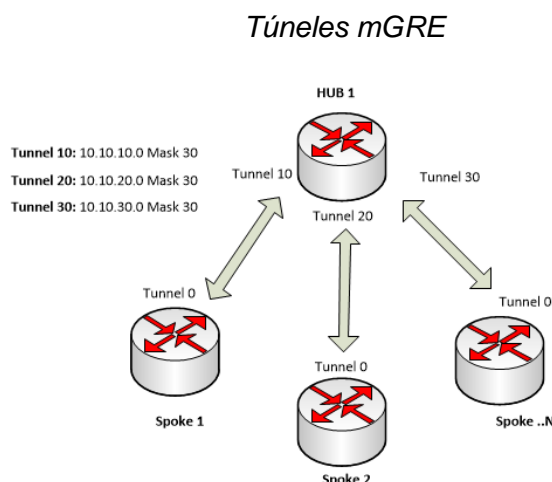 Túneles mGRE
HUB 1
Tunnel 10: 10.10.10.0 Mask 30
Tunnel 20: 10.10.20.0 Mask 30
Tunnel 30: 10.10.30.0 Mask 30
Tunnel 10
Tunnel 30
Tunnel 20
Tunnel 0
Tunnel 0
Tunnel 0
Spoke 1
Spoke ..N
Spoke 2